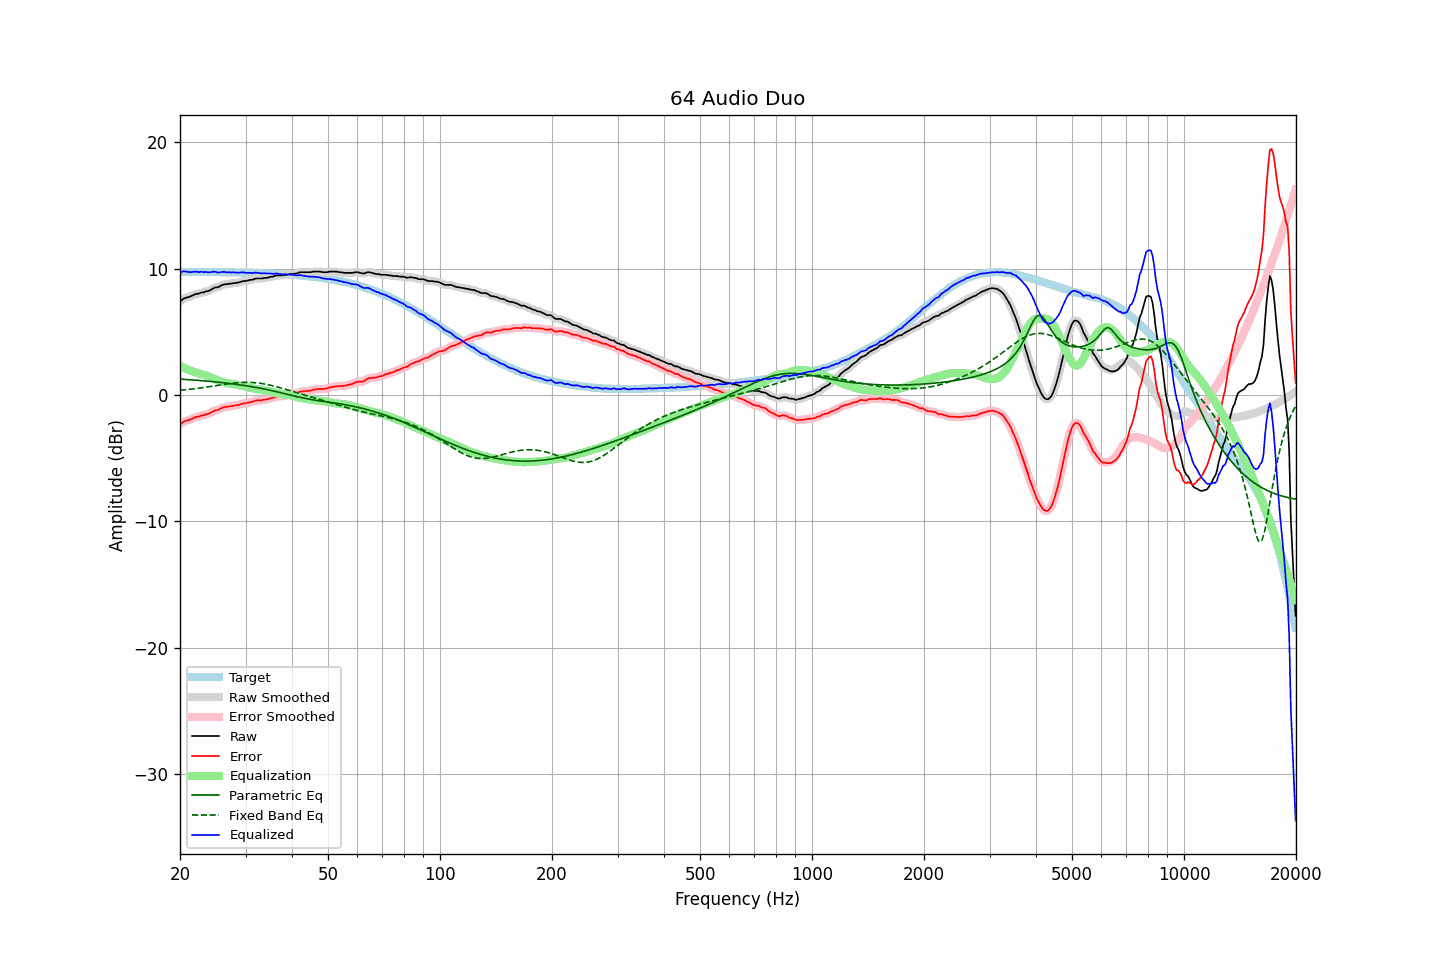 64 Audio Duo
20
10
0
−10
−20
−30
Amplitude (dBr)
Target
Raw Smoothed
Error Smoothed
Raw
Error
Equalization
Parametric Eq
Fixed Band Eq
Equalized
20 50 100 200 500 1000 2000 5000 10000 20000
Frequency (Hz)